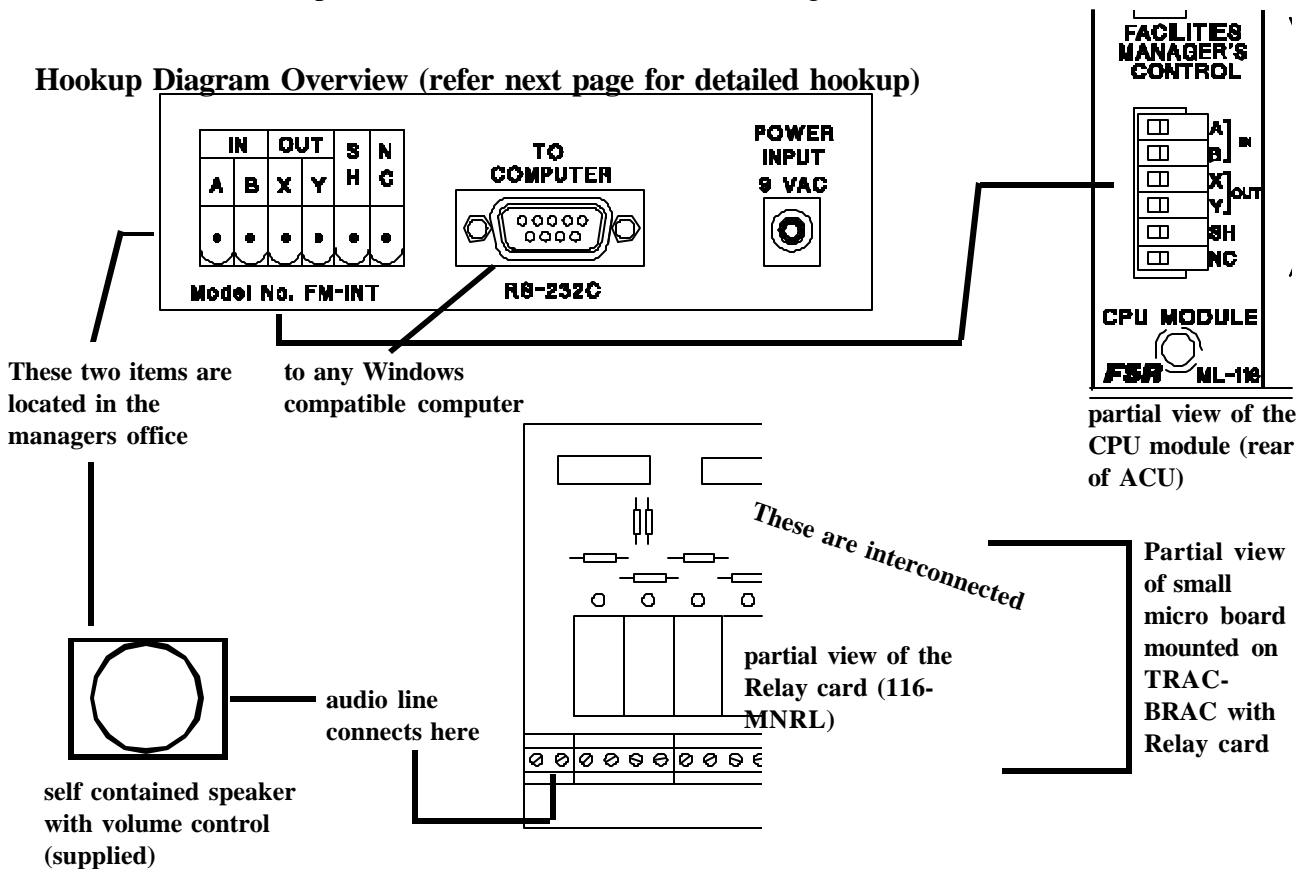 Hookup Diagram Overview (refer next page for detailed hookup)
IN OUT S H N C
A B X Y
TO
COMPUTER
POWER
INPUT
9 VAC
Model No. FM-INT
RS-232C
FACILITES
MANAGER'S
CONTROL
A
B
IN
X
Y
OUT
SH
NC
CPU MODULE
FSR ML-116
partial view of the
CPU module (rear
of ACU)
These two items are
located in the
managers office
to any Windows
compatible computer
These are interconnected
Partial view
of small
micro board
mounted on
TRAC-
BRAC with
Relay card
partial view of the
Relay card (116-
MNRL)
audio line
connects here
self contained speaker
with volume control
(supplied)